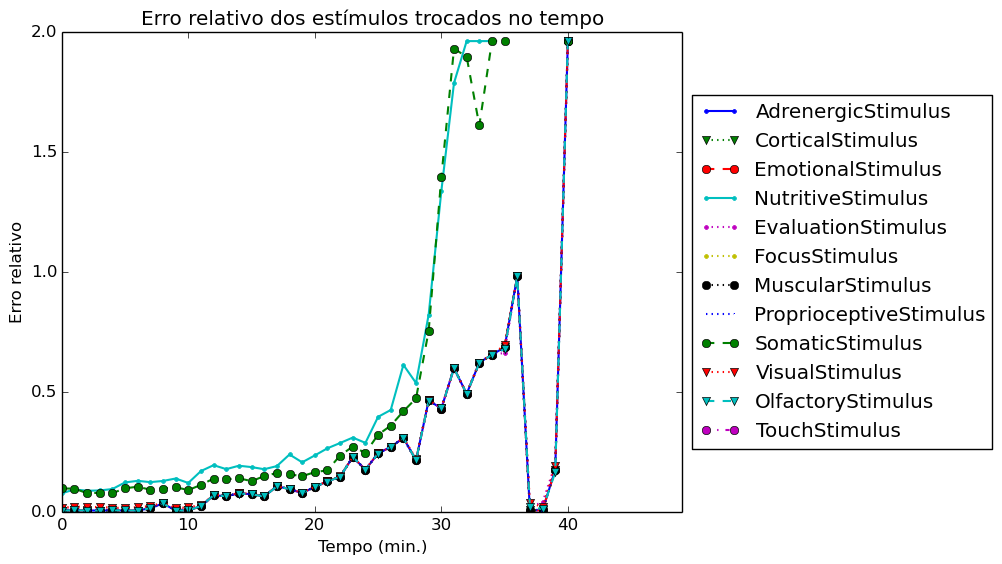 Erro relativo dos estímulos trocados no tempo
2.0
1.5
1.0
0.5
0.0
Erro relativo
0 10 20 30 40
Tempo (min.)
AdrenergicStimulus
CorticalStimulus
EmotionalStimulus
NutritiveStimulus
EvaluationStimulus
FocusStimulus
MuscularStimulus
ProprioceptiveStimulus
SomaticStimulus
VisualStimulus
OlfactoryStimulus
TouchStimulus